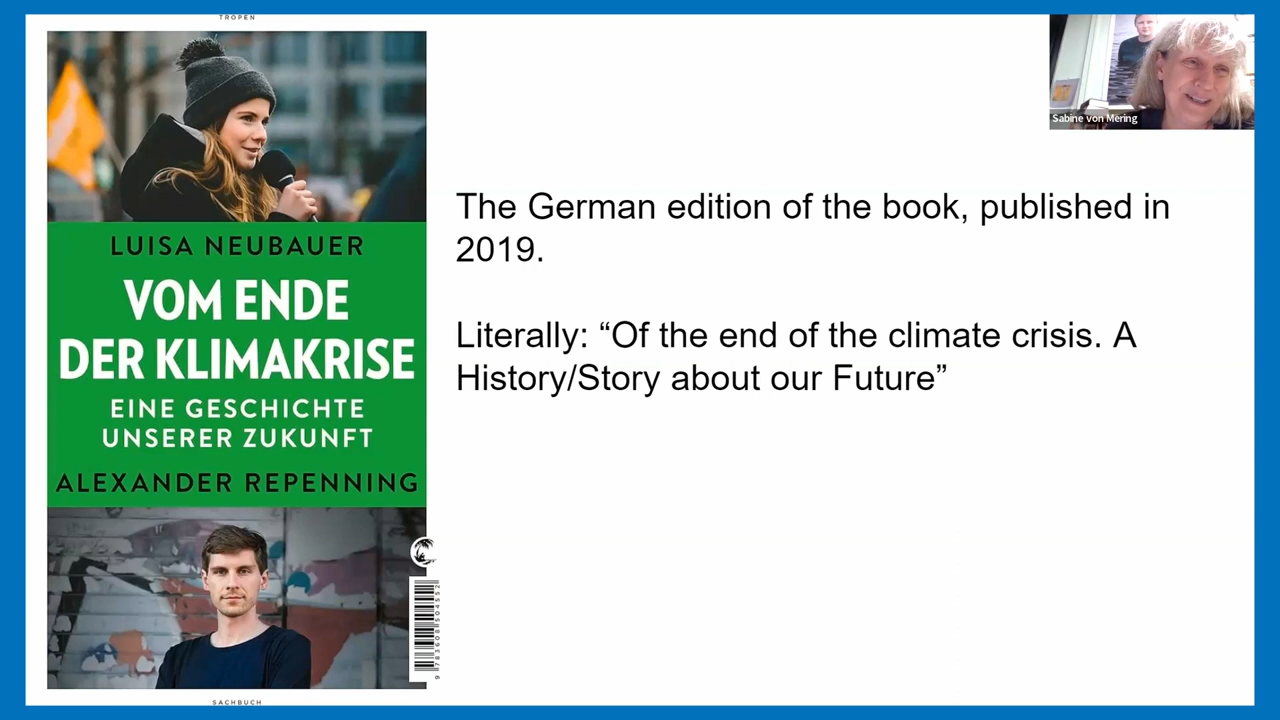 TROPEN
LUISA NEUBAUER
VOM ENDE
DER KLIMAKRISE
EINE GESCHICHTE
UNSERER ZUKUNFT
ALEXANDER REPENNING
9783608504552
SACHBUCH
The German edition of the book, published in
2019.
Literally: “Of the end of the climate crisis. A
History/Story about our Future”
Sabine von Mering